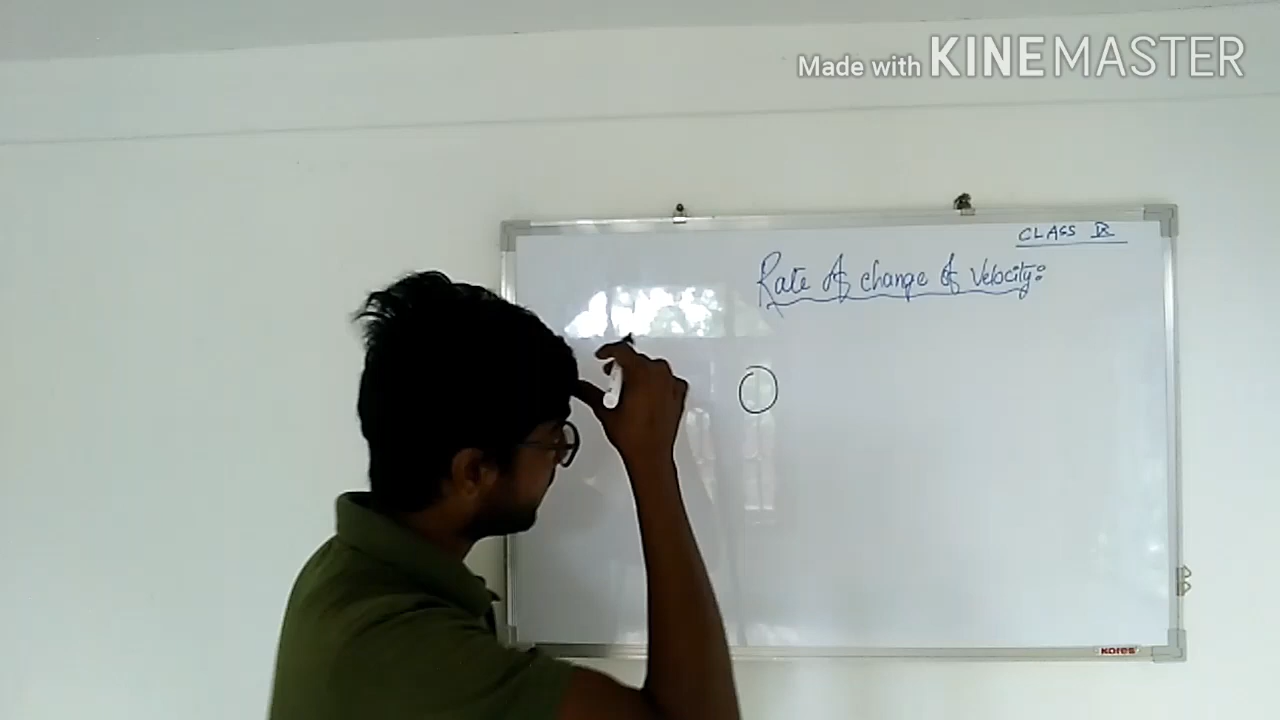 Made with KINEMASTER
CLASS IX
Rate of change of Velocity:
KORES